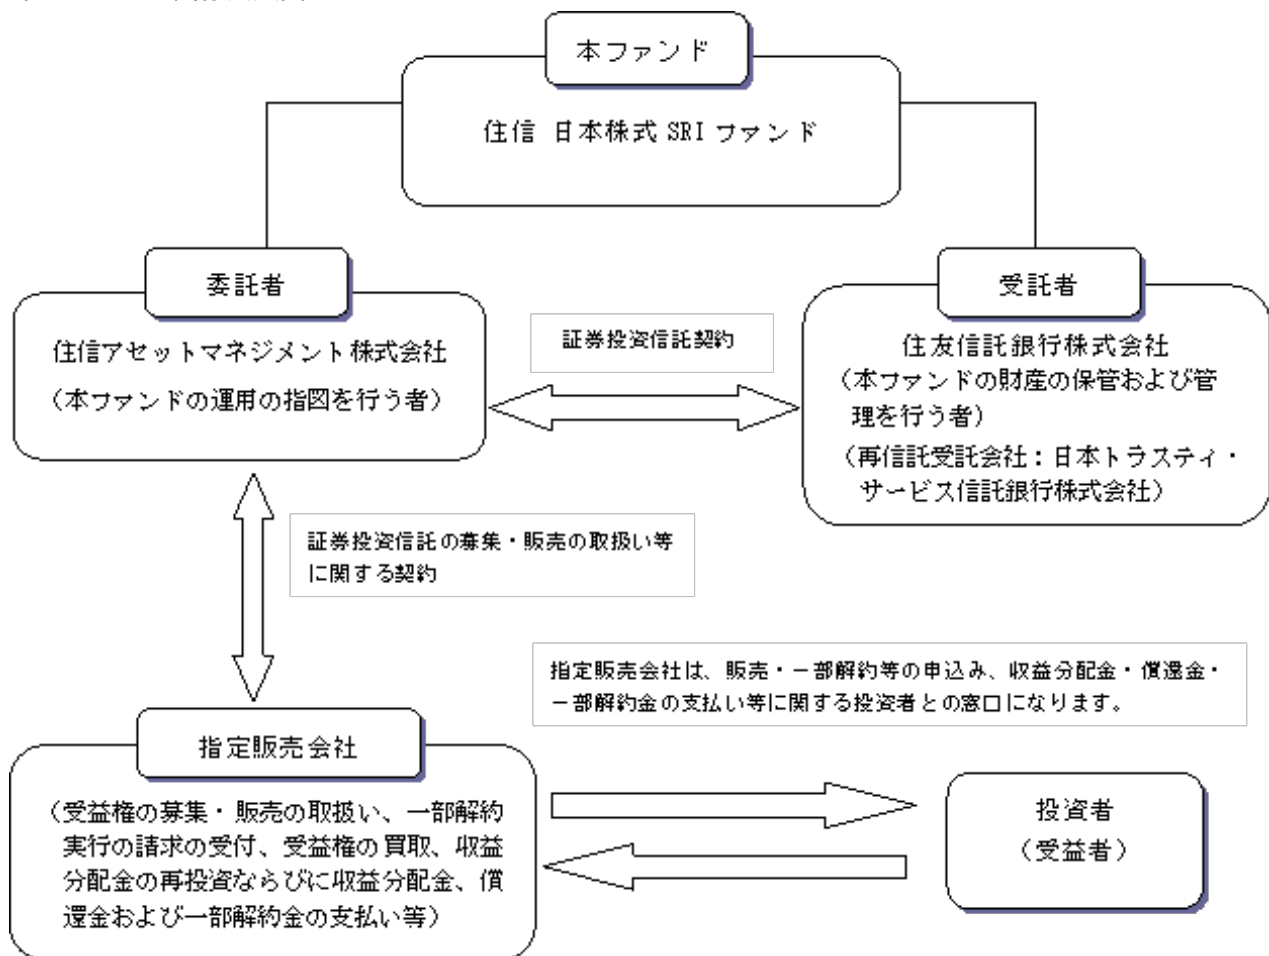 本ファンド
住信 日本株式 SRI ファンド
委託者
住信アセットマネジメント株式会社
（本ファンドの運用の指図を行う者）
証券投資信託契約
受託者
住友信託銀行株式会社
（本ファンドの財産の保管および管
理を行う者）
（再信託受託会社：日本トラスティ・
サービス信託銀行株式会社）
証券投資信託の募集・販売の取扱い等
に関する契約
指定販売会社は、販売・一部解約等の申込み、収益分配金・償還金・
一部解約金の支払い等に関する投資者との窓口になります。
指定販売会社
（受益権の募集・販売の取扱い、一部解約
実行の請求の受付、受益権の買取、収益
分配金の再投資ならびに収益分配金、償
還金および一部解約金の支払い等）
投資者
（受益者）